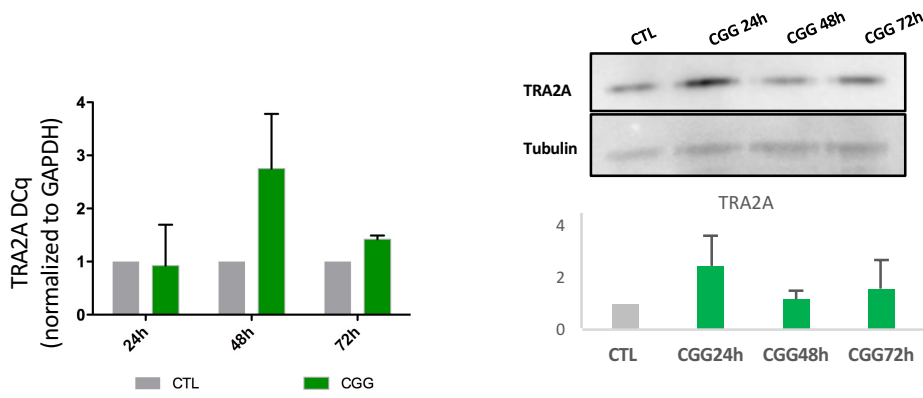 TRA2A DCq
(normalized to GAPDH)
4
3
2
1
0
24h
48h
72h
CTL
CGG
CTL
CGG 24h
CGG 48h
CGG 72h
TRA2A
Tubulin
TRA2A
4
2
0
CTL
CGG24h
CGG48h
CGG72h